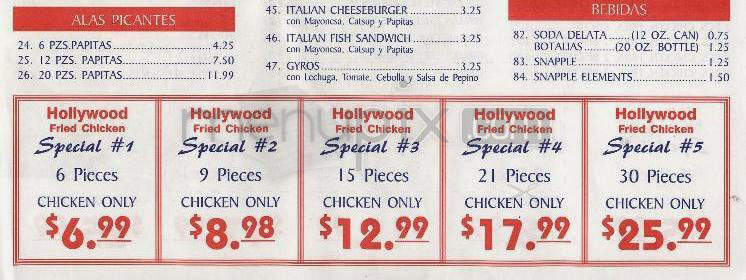 ALAS PICANTES
24. 6 PZS.PAPITAS 4.25
25. 12 PZS. PAPITAS 7.50
26. 20 PZS. PAPITAS 11.99
45. ITALIAN CHEESEBURGER 3.25
con Mayonesa, Catsup y Papitas
46. ITALIAN FISH SANDWICH 3.25
con Mayonesa, Catsup y Papitas
47. GYROS 3.25
con Lechuga, Tomate, Cebolla y Salsa de Pepino
BEBIDAS
82. SODA DELATA (12 OZ. CAN) 0.75
BOTALIAS (20 OZ. BOTTLE) 1.25
83. SNAPPLE 1.25
84. SNAPPLE ELEMENTS 1.50
Hollywood
Fried Chicken
Special #1
6 Pieces
CHICKEN ONLY
$6.99
Hollywood
Fried Chicken
Special #2
9 Pieces
CHICKEN ONLY
$8.98
Hollywood
Fried Chicken
Special #3
15 Pieces
CHICKEN ONLY
$12.99
Hollywood
Fried Chicken
Special #4
21 Pieces
CHICKEN ONLY
$17.99
Hollywood
Fried Chicken
Special #5
30 Pieces
CHICKEN ONLY
$25.99
menupix.com